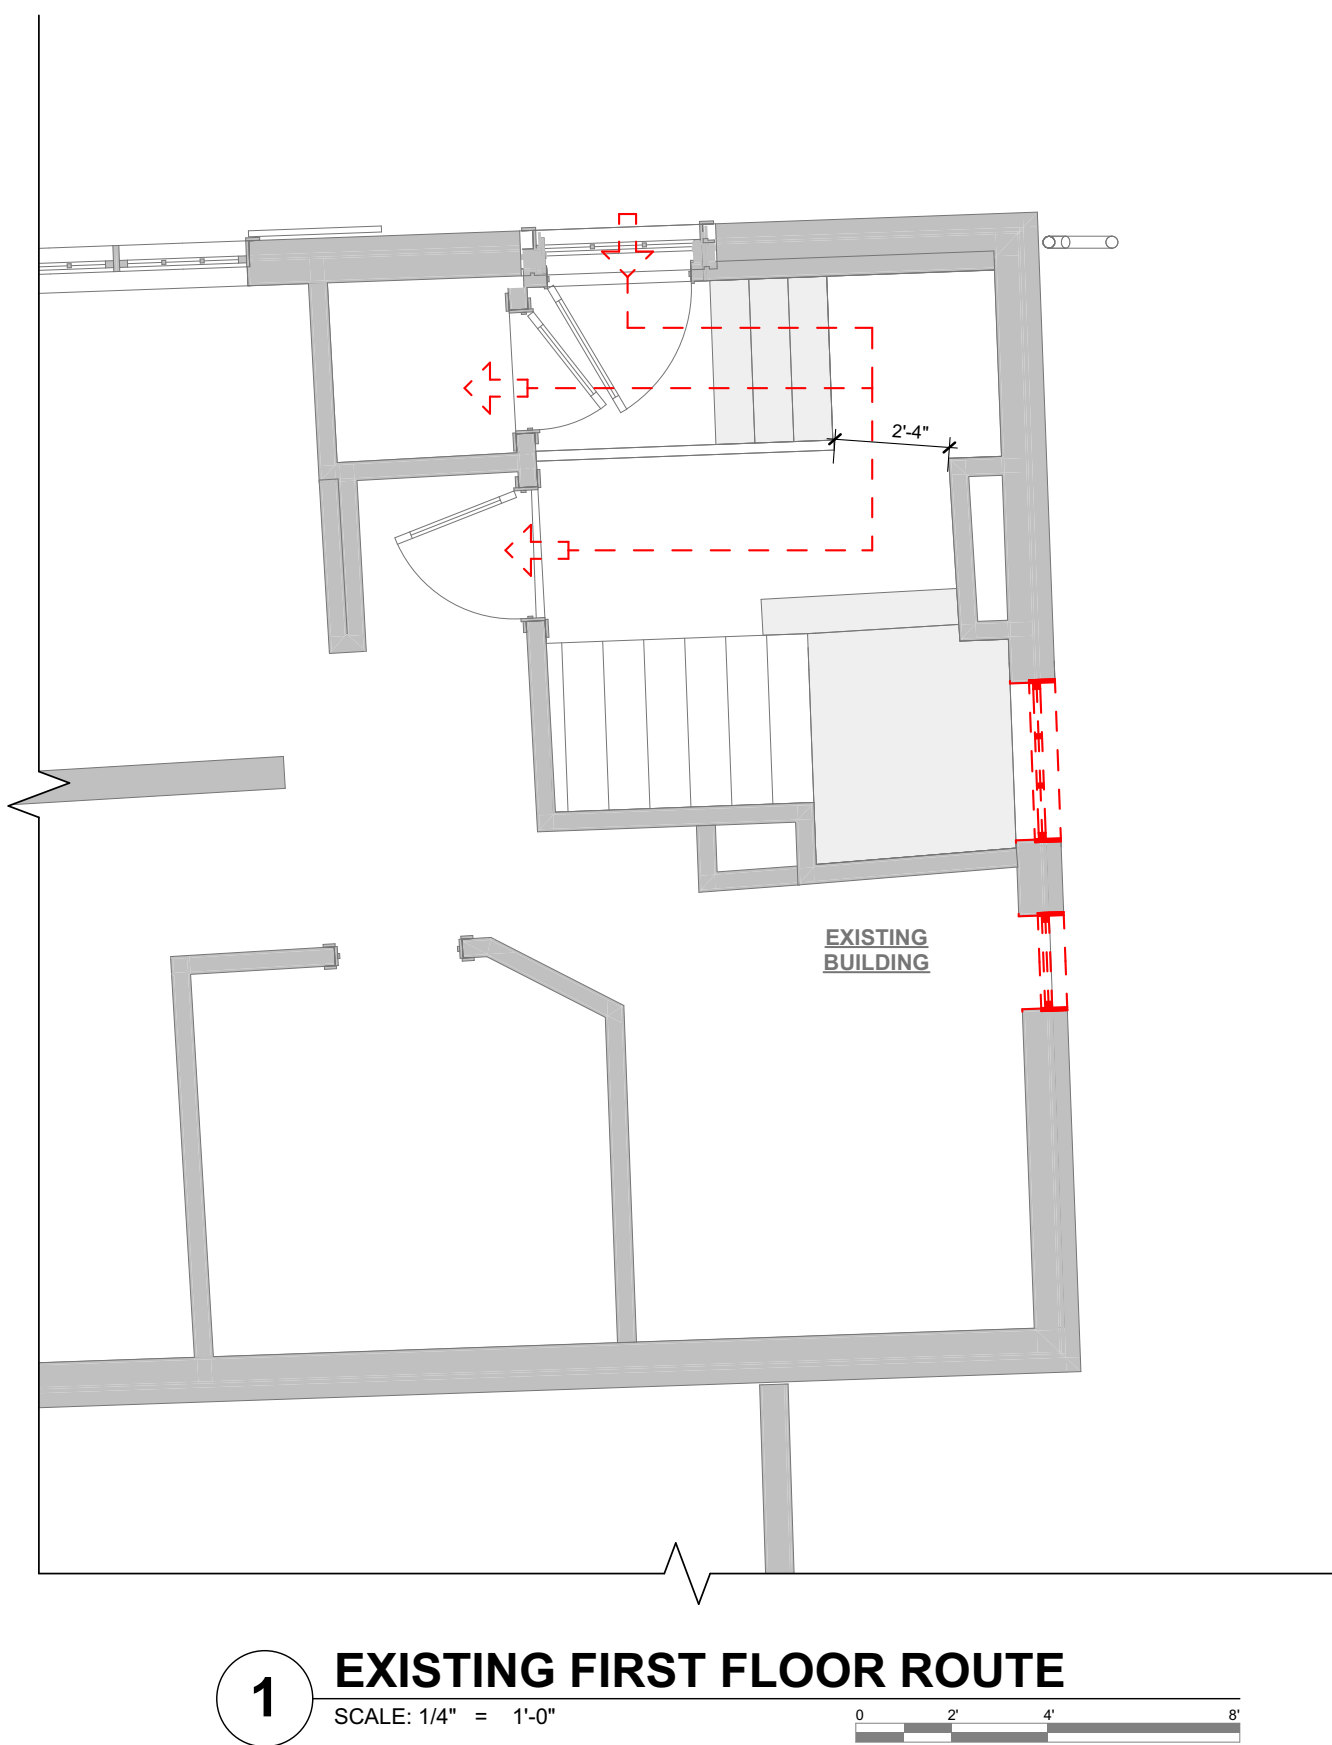 2'-4"
EXISTING
BUILDING
1
EXISTING FIRST FLOOR ROUTE
SCALE: 1/4" = 1'-0"
0 2' 4' 8'